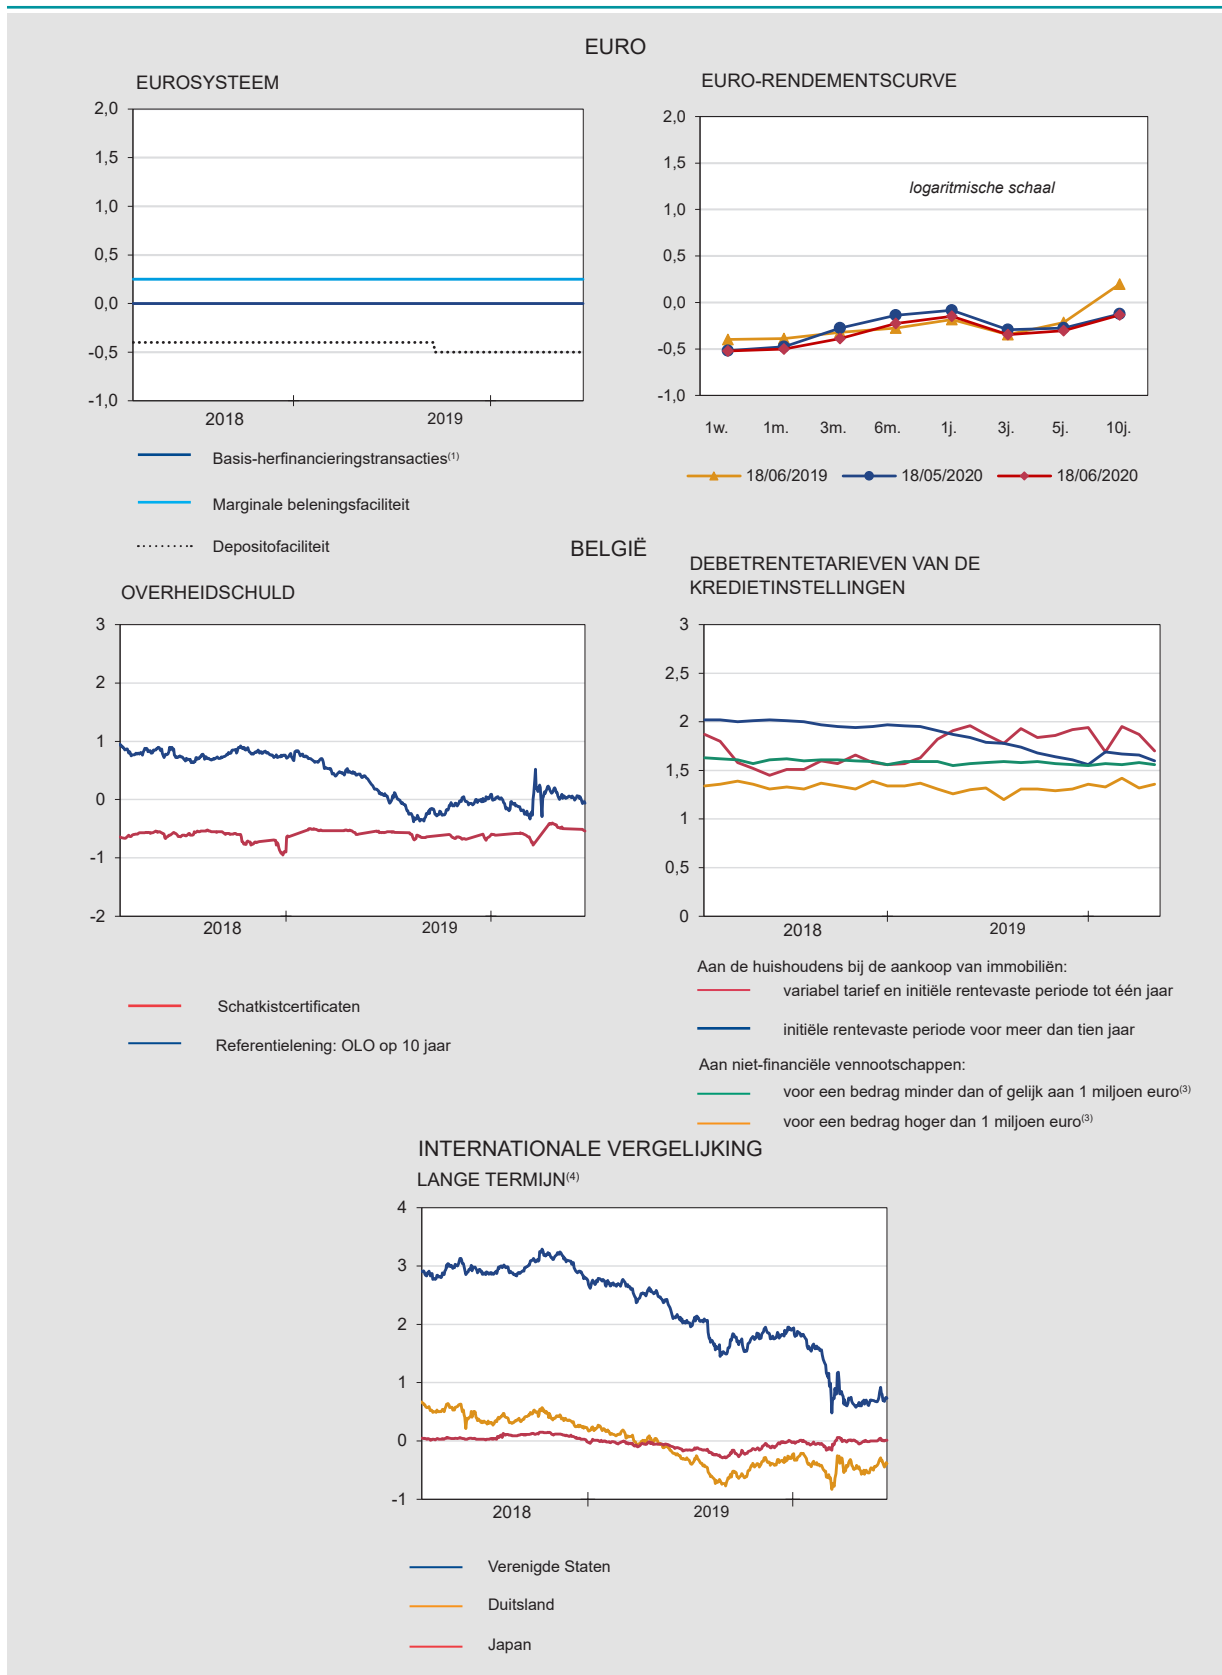 EURO
EUROSYSTEEM
2,0
1,5
1,0
0,5
0,0
-0,5
-1,0
2018
2019
Basis-herfinancieringstransacties(1)
Marginale beleningsfaciliteit
Depositofaciliteit
EURO-RENDEMENTSCURVE
2,0
1,5
1,0
0,5
0,0
-0,5
-1,0
logaritmische schaal
1w. 1m. 3m. 6m. 1j. 3j. 5j. 10j.
18/06/2019 18/05/2020 18/06/2020
BELGIË
OVERHEIDSCHULD
3
2
1
0
-1
-2
2018
2019
Schatkistcertificaten
Referentielening: OLO op 10 jaar
DEBETRENTETARIEVEN VAN DE
KREDIETINSTELLINGEN
3
2,5
2
1,5
1
0,5
0
2018
2019
Aan de huishoudens bij de aankoop van immobiliën:
variabel tarief en initiële rentevaste periode tot één jaar
initiële rentevaste periode voor meer dan tien jaar
Aan niet-financiële vennootschappen:
voor een bedrag minder dan of gelijk aan 1 miljoen euro(3)
voor een bedrag hoger dan 1 miljoen euro(3)
INTERNATIONALE VERGELIJKING
LANGE TERMIJN(4)
4
3
2
1
0
-1
2018
2019
Verenigde Staten
Duitsland
Japan